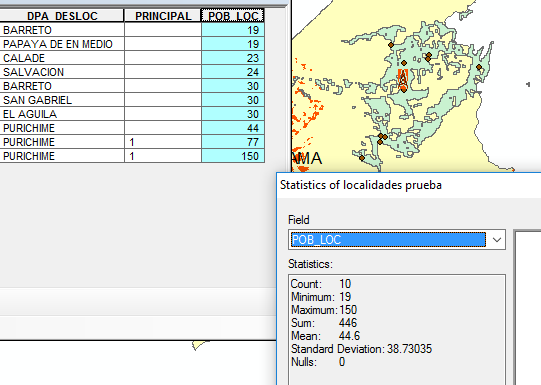 DPA_DESLOC PRINCIPAL POB_LOC
BARRETO 19
PAPAYA DE EN MEDIO 19
CALADE 23
SALVACION 24
BARRETO 30
SAN GABRIEL 30
EL AGUILA 30
PURICHIME 44
PURICHIME 1 77
PURICHIME 1 150
AMA
Statistics of localidades prueba
Field
POB_LOC
Statistics:
Count: 10
Minimum: 19
Maximum: 150
Sum: 446
Mean: 44.6
Standard Deviation: 38.73035
Nulls: 0